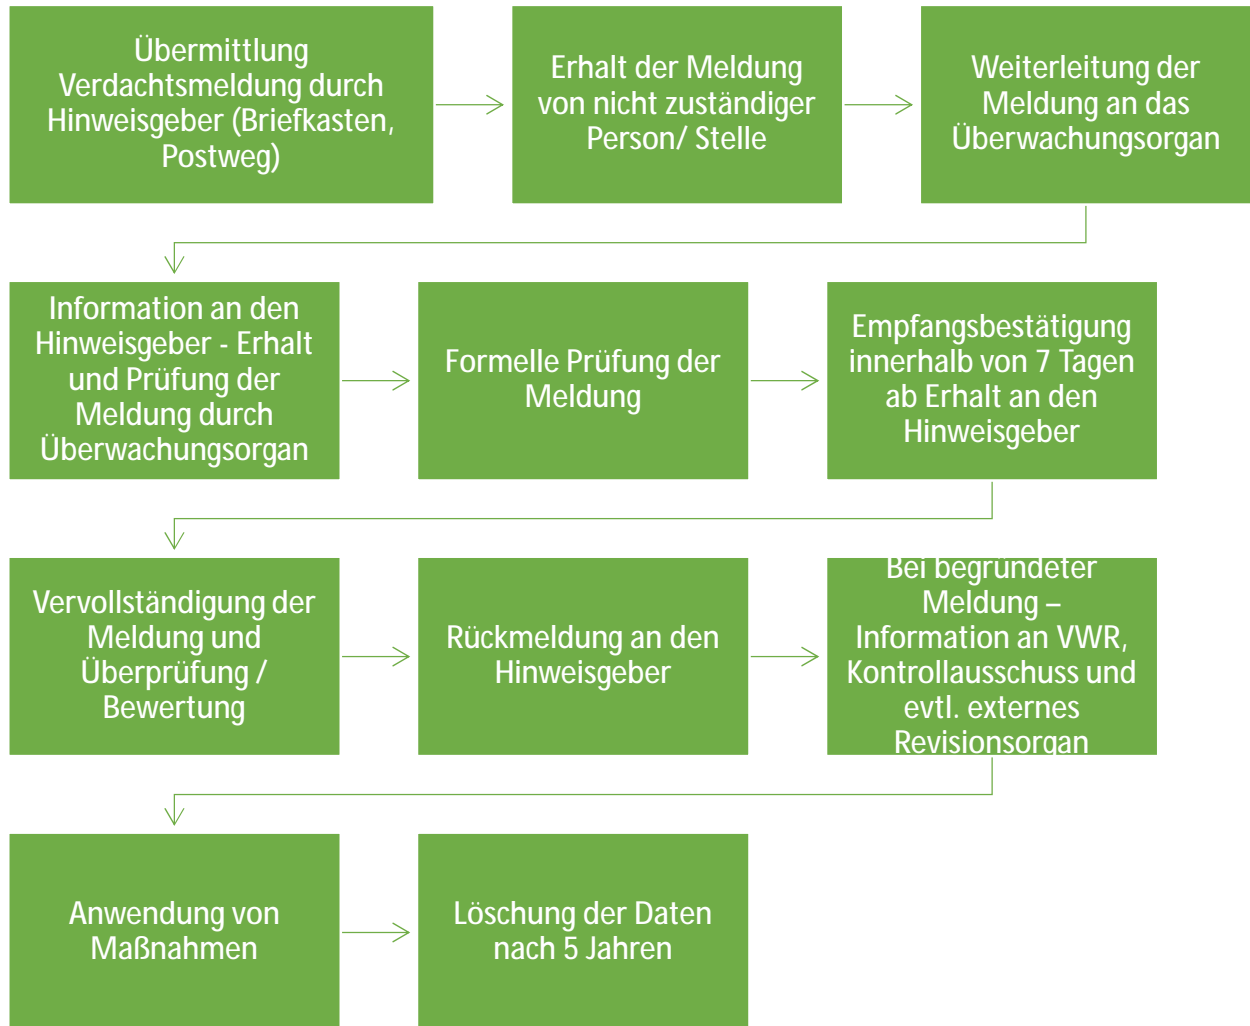 Übermittlung
Verdachtsmeldung durch
Hinweisgeber (Briefkasten,
Postweg)
Erhalt der Meldung
von nicht zuständiger
Person/ Stelle
Weiterleitung der
Meldung an das
Überwachungsorgan
Information an den
Hinweisgeber - Erhalt
und Prüfung der
Meldung durch
Überwachungsorgan
Formelle Prüfung der
Meldung
Empfangsbestätigung
innerhalb von 7 Tagen
ab Erhalt an den
Hinweisgeber
Vervollständigung der
Meldung und
Überprüfung /
Bewertung
Rückmeldung an den
Hinweisgeber
Bei begründeter
Meldung –
Information an VWR,
Kontrollausschuss und
evtl. externes
Revisionsorgan
Anwendung von
Maßnahmen
Löschung der Daten
nach 5 Jahren